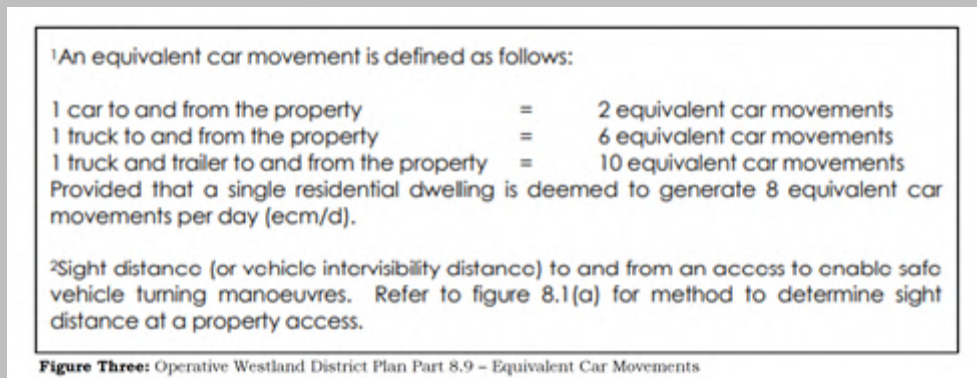 ¹An equivalent car movement is defined as follows:
1 car to and from the property = 2 equivalent car movements
1 truck to and from the property = 6 equivalent car movements
1 truck and trailer to and from the property = 10 equivalent car movements
Provided that a single residential dwelling is deemed to generate 8 equivalent car
movements per day (ecm/d).
²Sight distance (or vehicle intervisibility distance) to and from an access to enable safe
vehicle turning manoeuvres. Refer to figure 8.1(a) for method to determine sight
distance at a property access.
Figure Three: Operative Westland District Plan Part 8.9 – Equivalent Car Movements